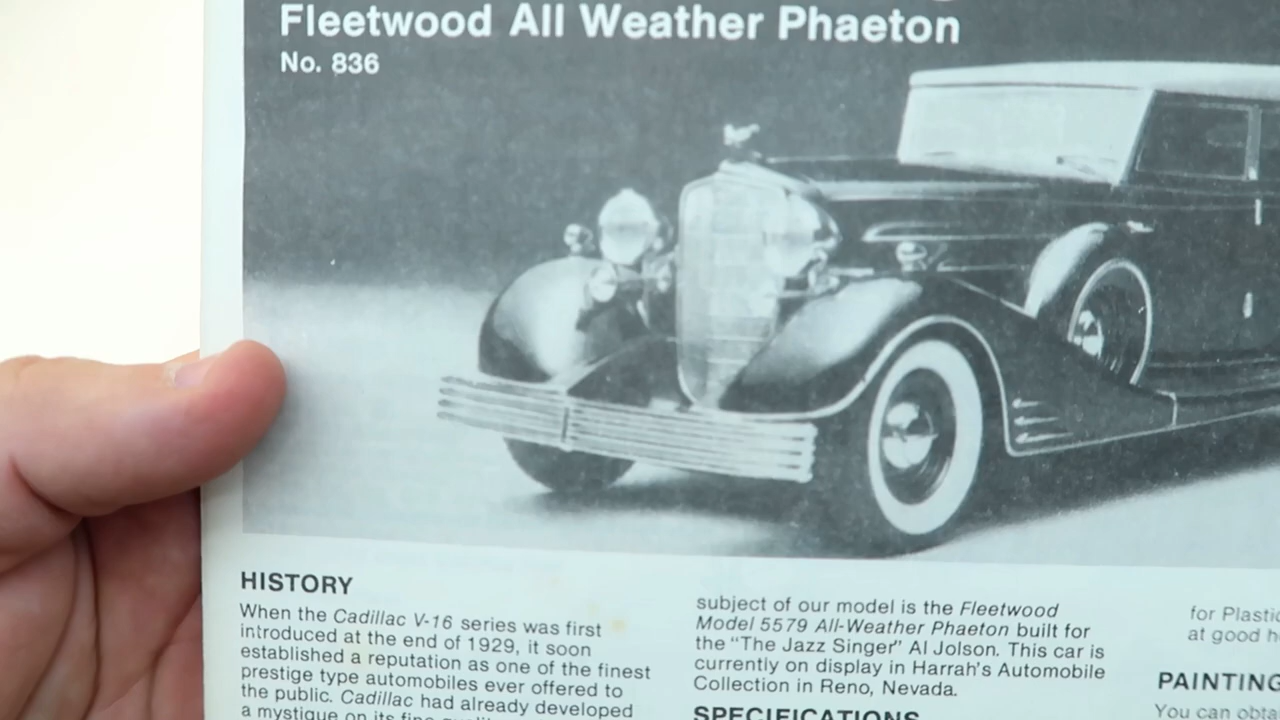 Fleetwood All Weather Phaeton
No. 836
HISTORY
When the Cadillac V-16 series was first
introduced at the end of 1929, it soon
established a reputation as one of the finest
prestige type automobiles ever offered to
the public. Cadillac had already developed
a mystique on its fine
subject of our model is the Fleetwood
Model 5579 All-Weather Phaeton built for
the "The Jazz Singer" Al Jolson. This car is
currently on display in Harrah's Automobile
Collection in Reno, Nevada.
SPECIFICATIONS
for Plastic
at good h
PAINTING
You can obta